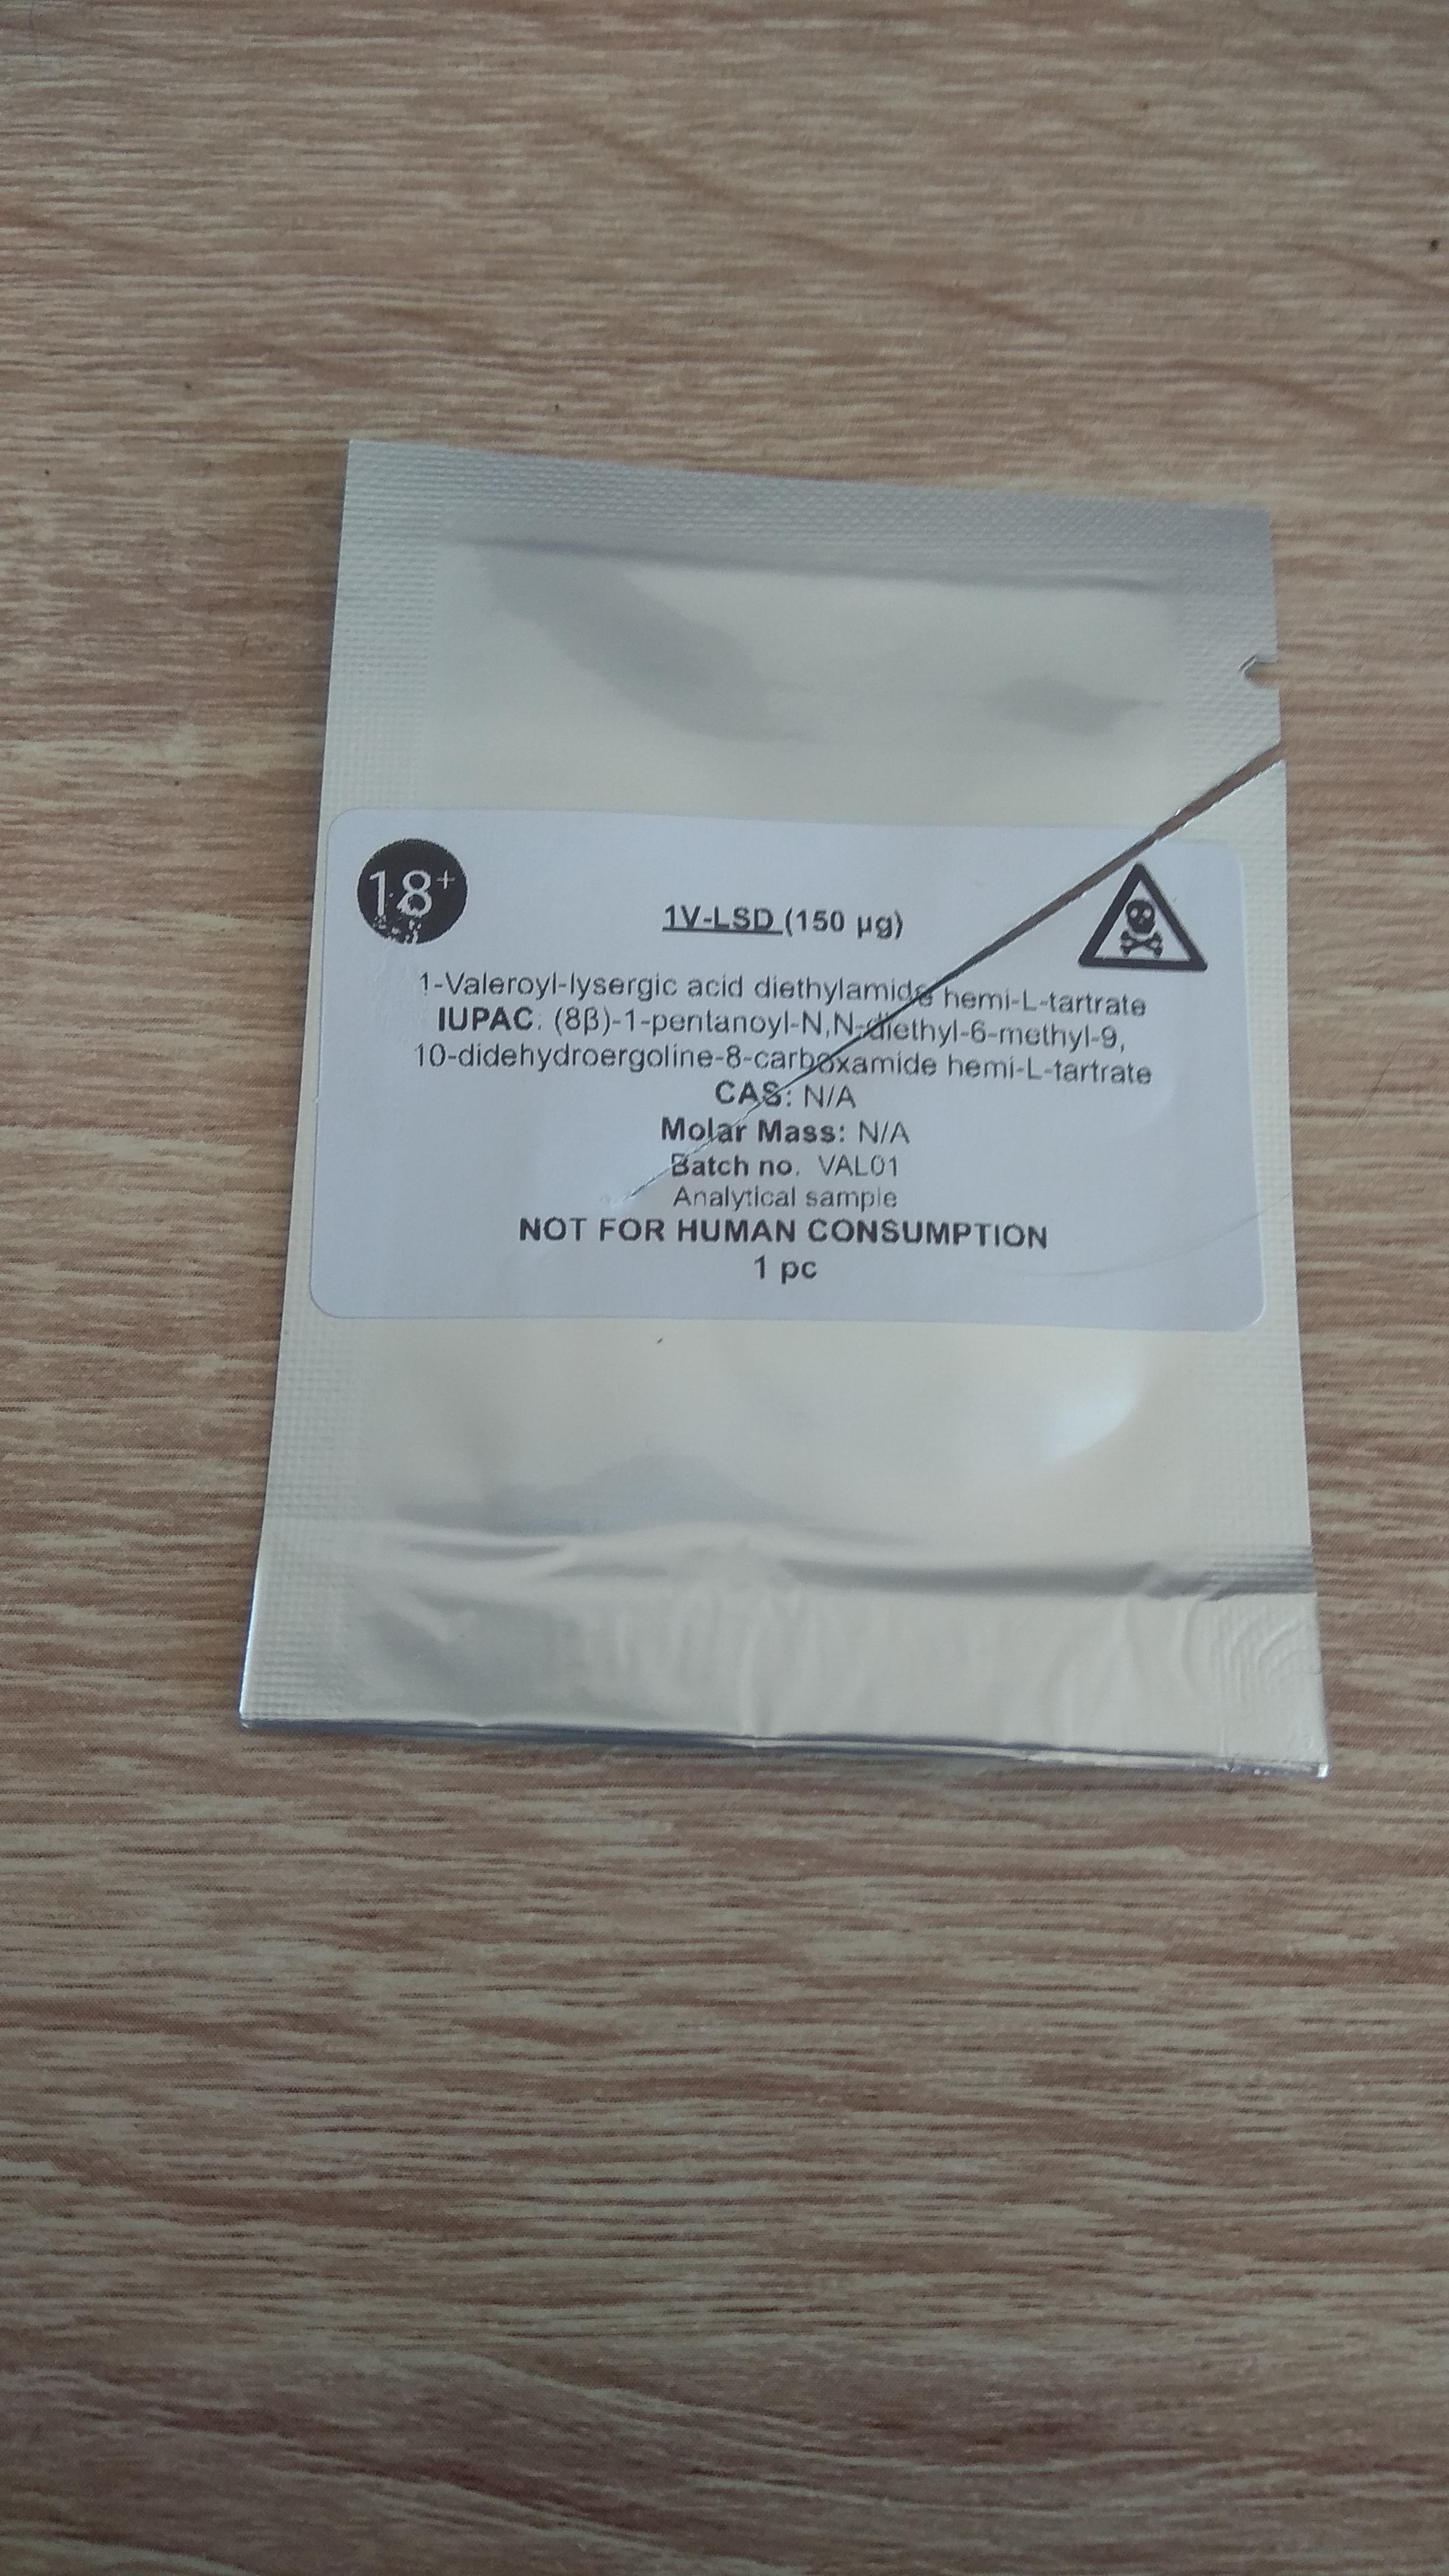 18+
1V-LSD (150 µg)
1-Valeroyl-lysergic acid diethylamide hemi-L-tartrate
IUPAC: (8β)-1-pentanoyl-N,N-diethyl-6-methyl-9,
10-didehydroergoline-8-carboxamide hemi-L-tartrate
CAS: N/A
Molar Mass: N/A
Batch no. VAL01
Analytical sample
NOT FOR HUMAN CONSUMPTION
1 pc